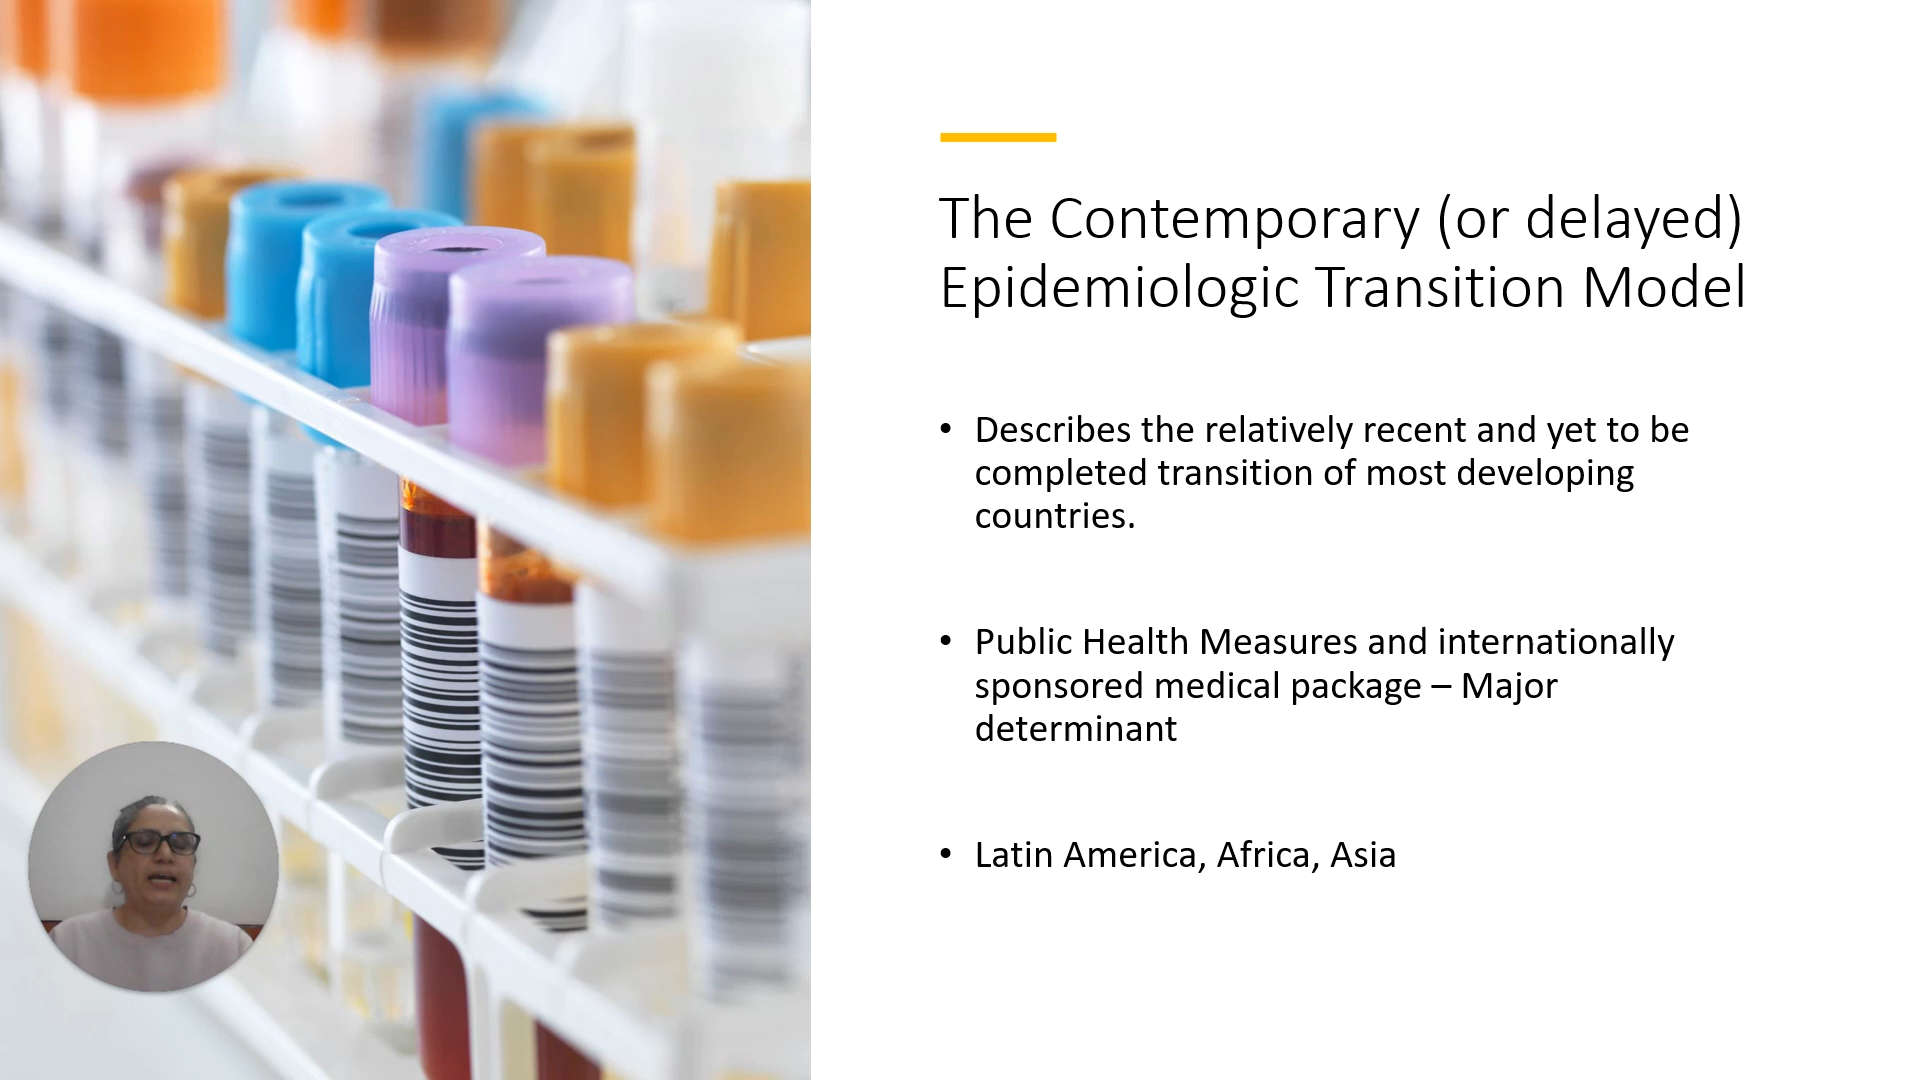 The Contemporary (or delayed)
Epidemiologic Transition Model
• Describes the relatively recent and yet to be
completed transition of most developing
countries.
• Public Health Measures and internationally
sponsored medical package – Major
determinant
• Latin America, Africa, Asia